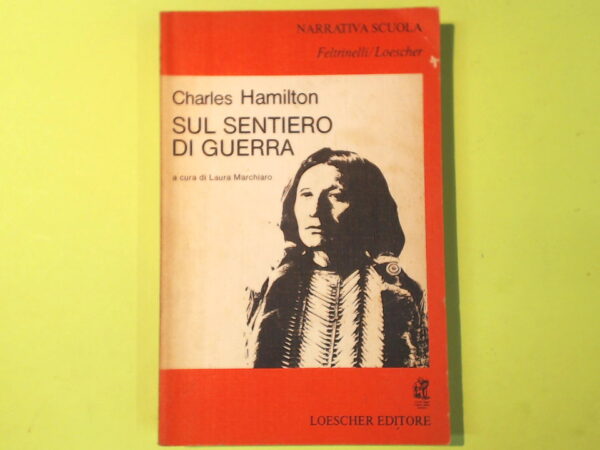 NARRATIVA SCUOLA
Feltrinelli/Loescher
Charles Hamilton
SUL SENTIERO
DI GUERRA
a cura di Laura Marchiaro
LOESCHER EDITORE